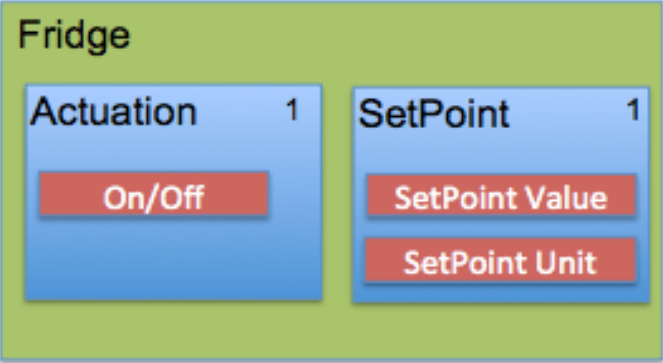 Fridge
Actuation 1
On/Off
SetPoint 1
SetPoint Value
SetPoint Unit